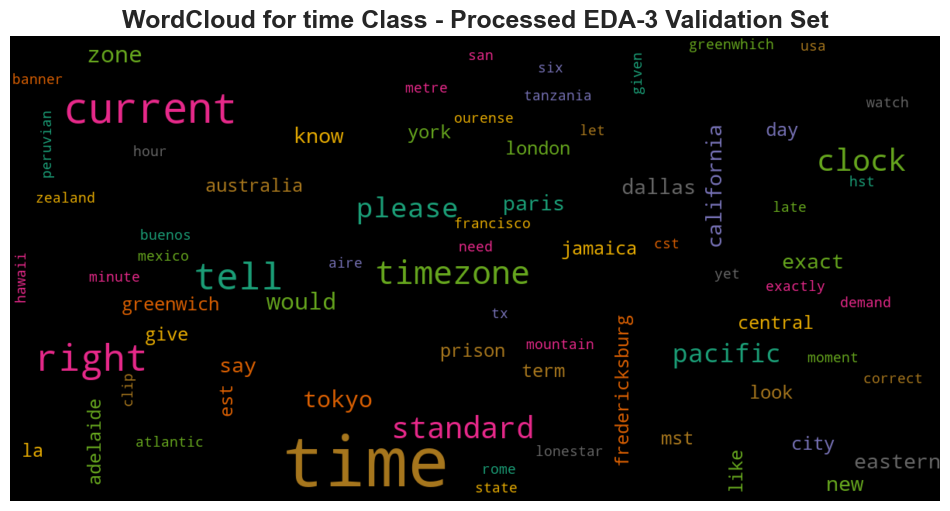 WordCloud for time Class - Processed EDA-3 Validation Set
greenwhich usa
zone san given
six
banner metre
current tanzania watch
ourense
peruvian know york let day
hour london california clock
australia dallas hst
zealand please paris late
francisco
buenos need jamaica cst
mexico aire exact
hawaii minute tell timezone yet exactly
greenwich would demand
tx
give central
right prison mountain fredericksburg pacific moment
say term
clip est look correct
tokyo
adelaide standard mst city
la atlantic lonestar
time rome like eastern
state new